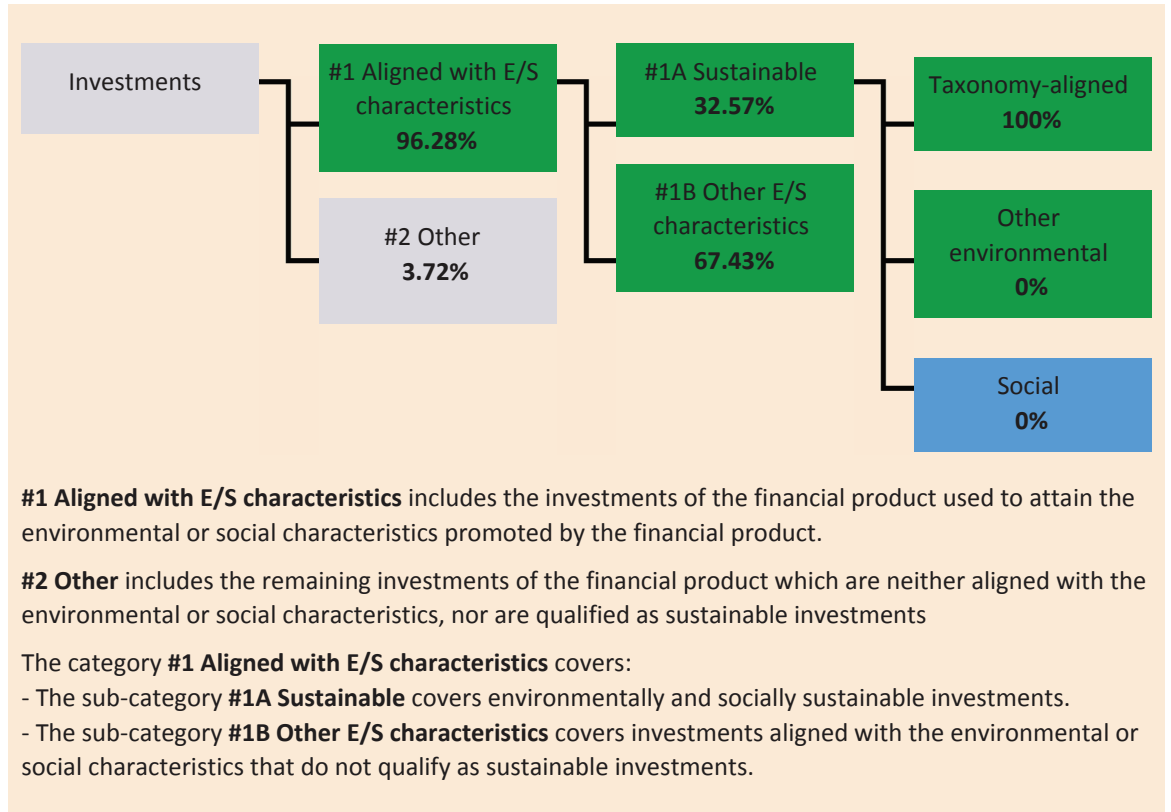 Investments
#1 Aligned with E/S
characteristics
96.28%
#2 Other
3.72%
#1A Sustainable
32.57%
#1B Other E/S
characteristics
67.43%
Taxonomy-aligned
100%
Other
environmental
0%
Social
0%
#1 Aligned with E/S characteristics includes the investments of the financial product used to attain the
environmental or social characteristics promoted by the financial product.
#2 Other includes the remaining investments of the financial product which are neither aligned with the
environmental or social characteristics, nor are qualified as sustainable investments
The category #1 Aligned with E/S characteristics covers:
- The sub-category #1A Sustainable covers environmentally and socially sustainable investments.
- The sub-category #1B Other E/S characteristics covers investments aligned with the environmental or
social characteristics that do not qualify as sustainable investments.